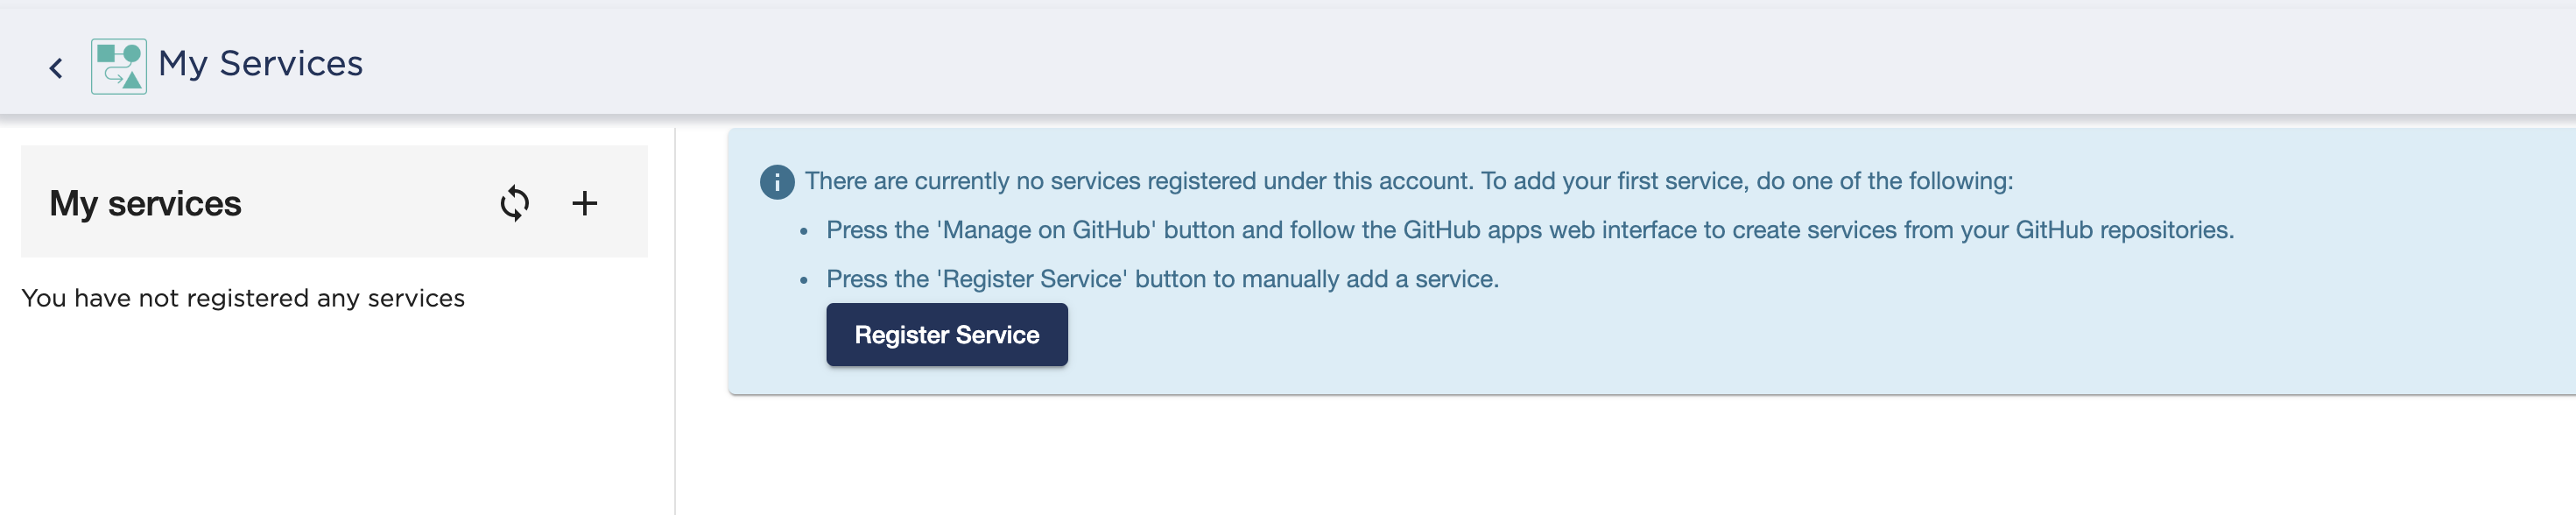 My Services
My services
You have not registered any services
There are currently no services registered under this account. To add your first service, do one of the following:
• Press the 'Manage on GitHub' button and follow the GitHub apps web interface to create services from your GitHub repositories.
• Press the 'Register Service' button to manually add a service.
Register Service